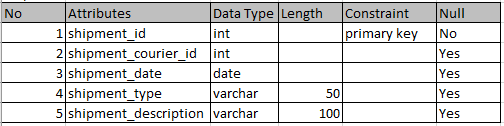 No Attributes Data Type Length Constraint Null
1 shipment_id int primary key No
2 shipment_courier_id int Yes
3 shipment_date date Yes
4 shipment_type varchar 50 Yes
5 shipment_description varchar 100 Yes